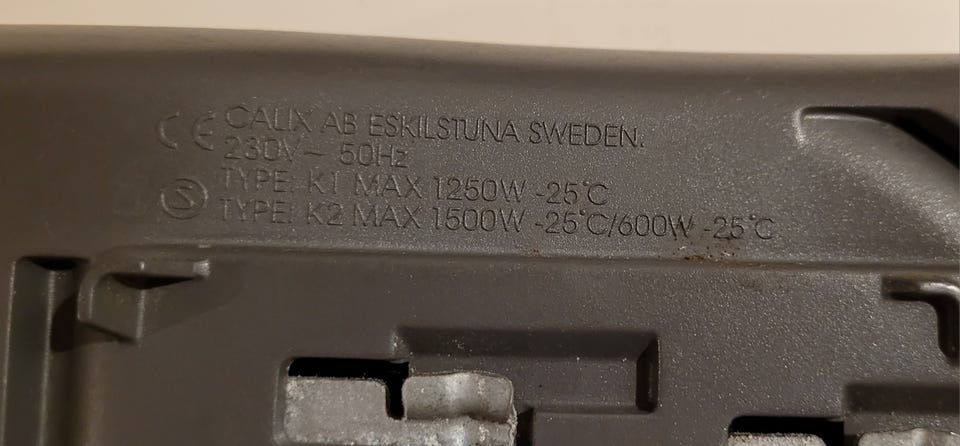 CE CALIX AB ESKILSTUNA SWEDEN.
230V~ 50Hz
TYPE: K1 MAX 1250W -25°C
S TYPE: K2 MAX 1500W -25°C/600W -25°C